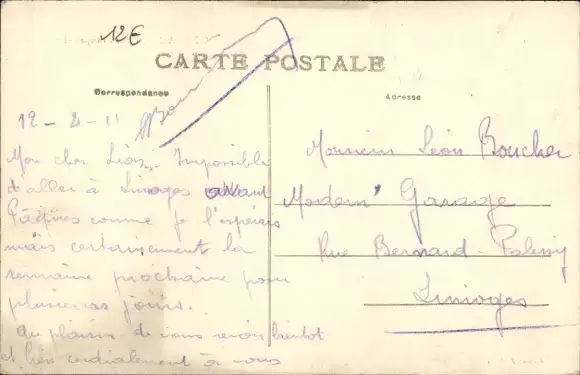 12€
CARTE POSTALE
Correspondance
Adresse
12-4-11
Mon cher Léon. Impossible
d'aller à Limoges avant
Pâques comme je l'espérais
mais certainement la
semaine prochaine pour
plusieurs jours.
Au plaisir de vous revoir bientôt
et bien cordialement à vous
Monsieur Léon Boucher
Modern' Garage
Rue Bernard-Palissy
Limoges